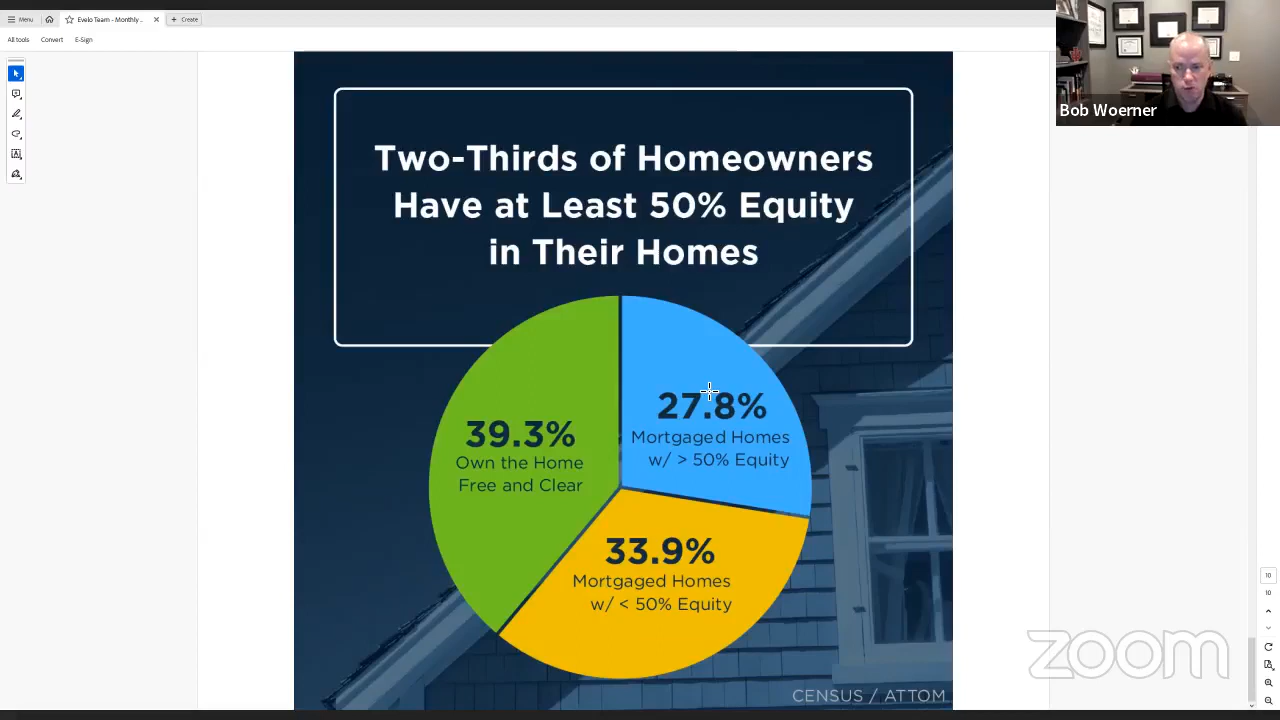 Menu
Evelo Team - Monthly ..
Create
All tools
Convert
E-Sign
Bob Woerner
Two-Thirds of Homeowners
Have at Least 50% Equity
in Their Homes
27.8%
Mortgaged Homes
w/ > 50% Equity
39.3%
Own the Home
Free and Clear
33.9%
Mortgaged Homes
w/ < 50% Equity
10
10
zoom
CENSUS / ATTOM